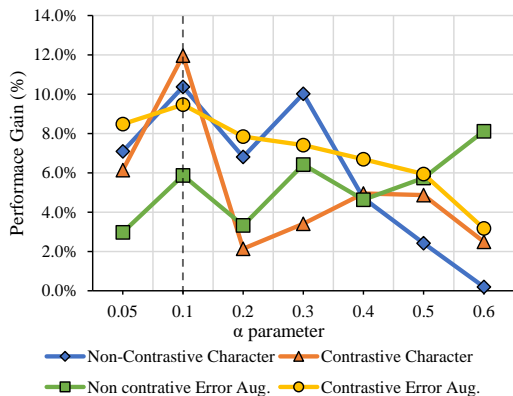 14.0%
12.0%
10.0%
8.0%
6.0%
4.0%
2.0%
0.0%
Performace Gain (%)
0.05 0.1 0.2 0.3 0.4 0.5 0.6
α parameter
Non-Contrastive Character Contrastive Character
Non contrative Error Aug. Contrastive Error Aug.